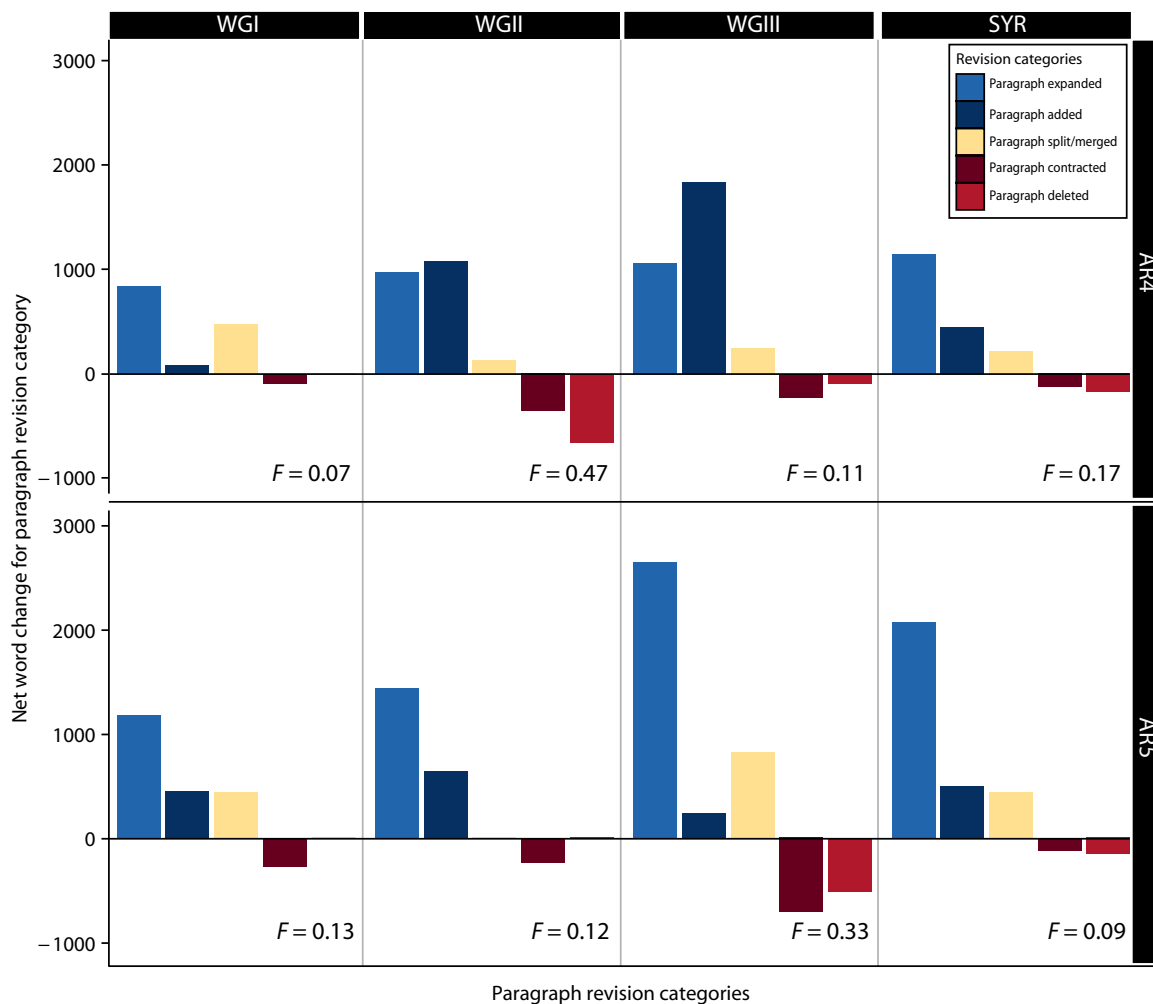 WGI WGII WGIII SYR
Revision categories
Paragraph expanded
Paragraph added
Paragraph split/merged
Paragraph contracted
Paragraph deleted
3000
2000
1000
0
−1000
F = 0.07 F = 0.47 F = 0.11 F = 0.17
AR4
3000
2000
1000
0
−1000
F = 0.13 F = 0.12 F = 0.33 F = 0.09
AR5
Net word change for paragraph revision category
Paragraph revision categories